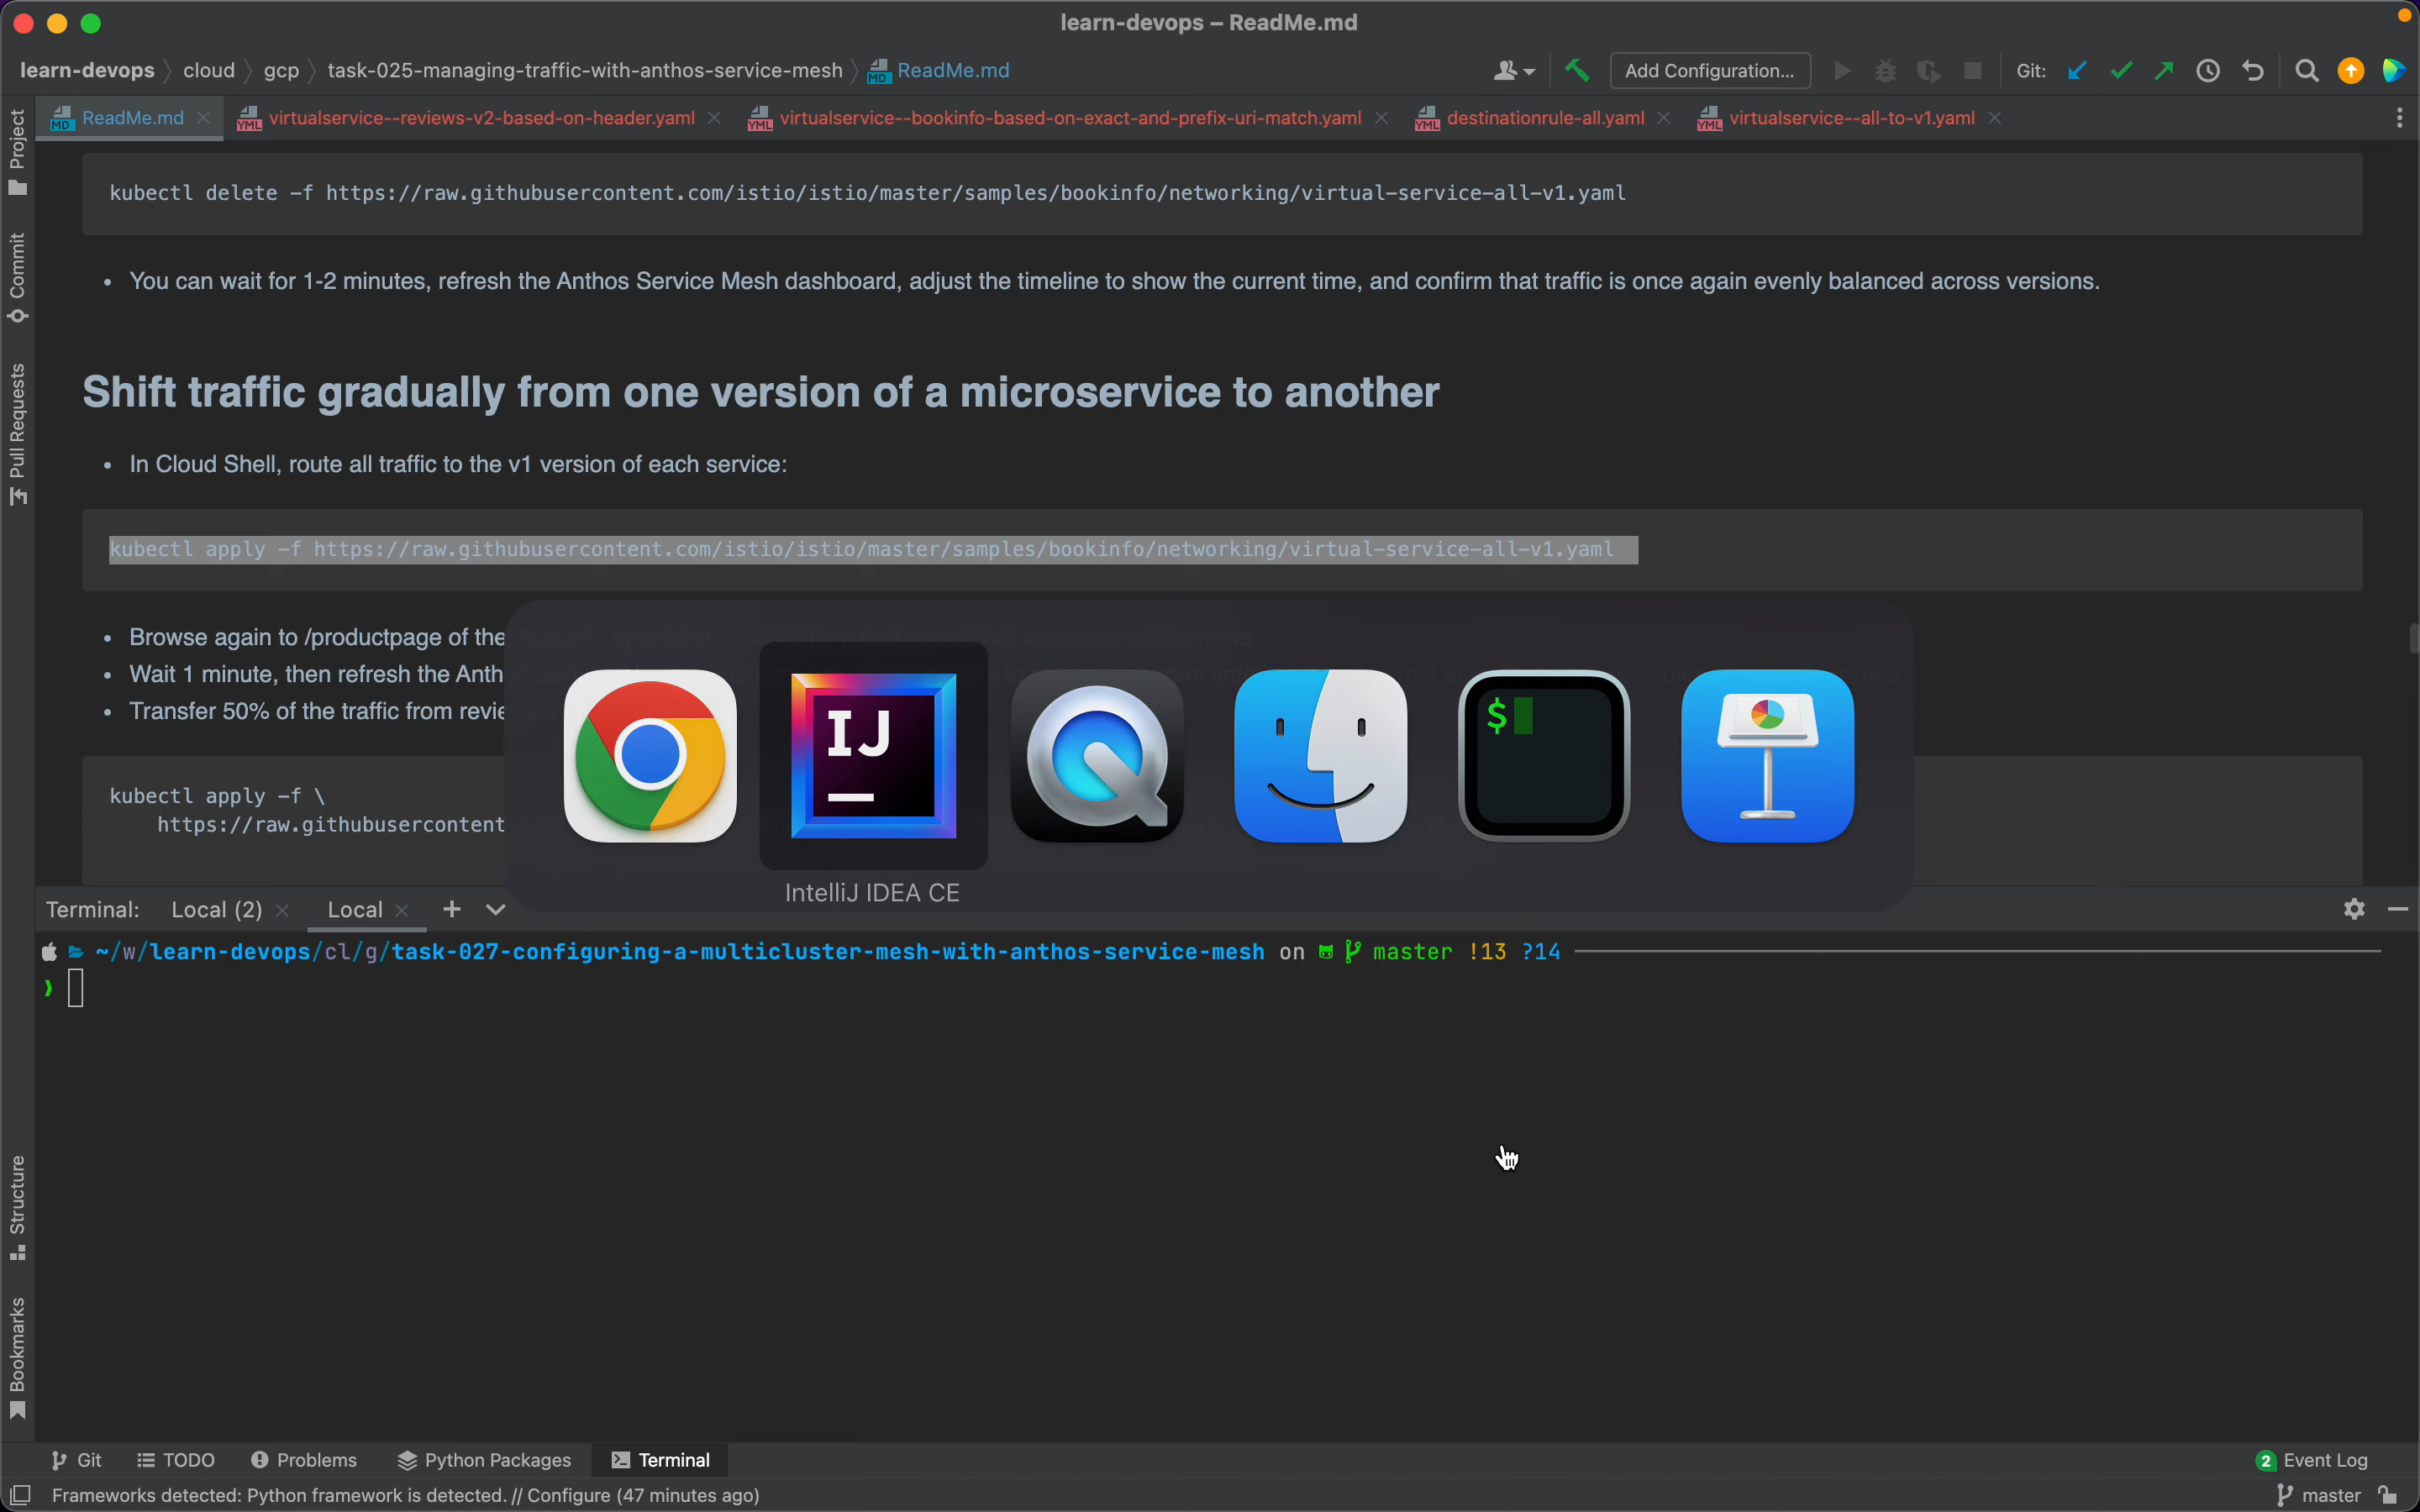 learn-devops – ReadMe.md
learn-devops cloud gcp task-025-managing-traffic-with-anthos-service-mesh MD ReadMe.md Add Configuration... Git:
MD ReadMe.md YML virtualservice--reviews-v2-based-on-header.yaml YML virtualservice--bookinfo-based-on-exact-and-prefix-uri-match.yaml YML destinationrule-all.yaml YML virtualservice--all-to-v1.yaml
Project
Commit
Pull Requests
kubectl delete -f https://raw.githubusercontent.com/istio/istio/master/samples/bookinfo/networking/virtual-service-all-v1.yaml
• You can wait for 1-2 minutes, refresh the Anthos Service Mesh dashboard, adjust the timeline to show the current time, and confirm that traffic is once again evenly balanced across versions.
Shift traffic gradually from one version of a microservice to another
• In Cloud Shell, route all traffic to the v1 version of each service:
kubectl apply -f https://raw.githubusercontent.com/istio/istio/master/samples/bookinfo/networking/virtual-service-all-v1.yaml
• Browse again to /productpage of the
• Wait 1 minute, then refresh the Anth
• Transfer 50% of the traffic from revie
kubectl apply -f \
https://raw.githubusercontent
IJ
$
IntelliJ IDEA CE
Terminal: Local (2) Local
~/w/learn-devops/cl/g/task-027-configuring-a-multicluster-mesh-with-anthos-service-mesh on master !13 ?14
❯
Structure
Bookmarks
Git TODO Problems Python Packages Terminal 2 Event Log
Frameworks detected: Python framework is detected. // Configure (47 minutes ago) master